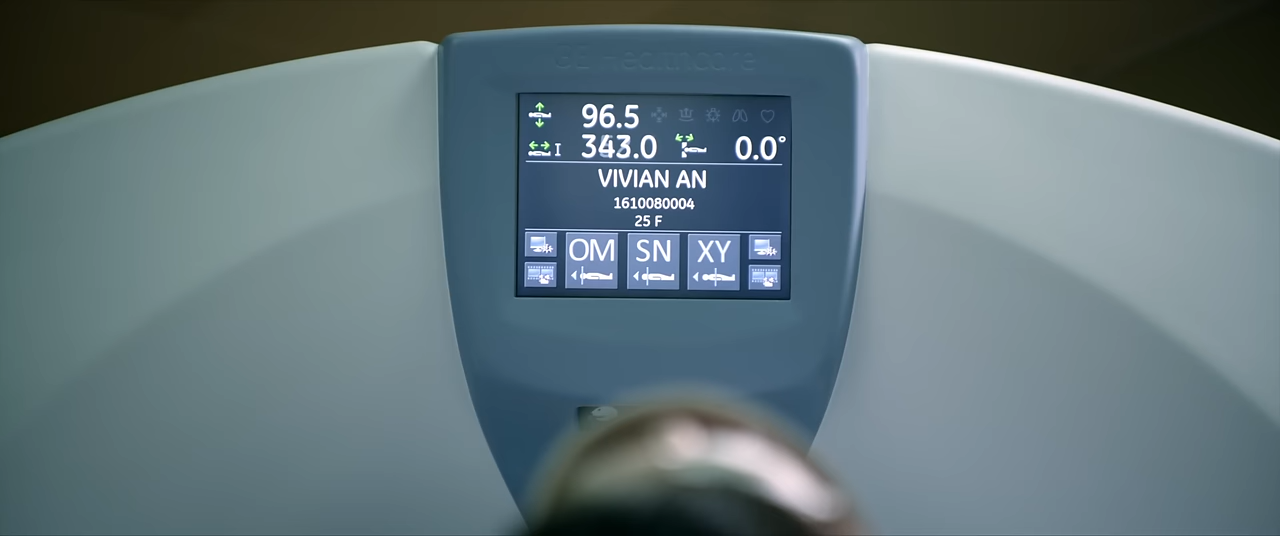 96.5
I 343.0 0.0°
VIVIAN AN
1610080004
25 F
OM SN XY